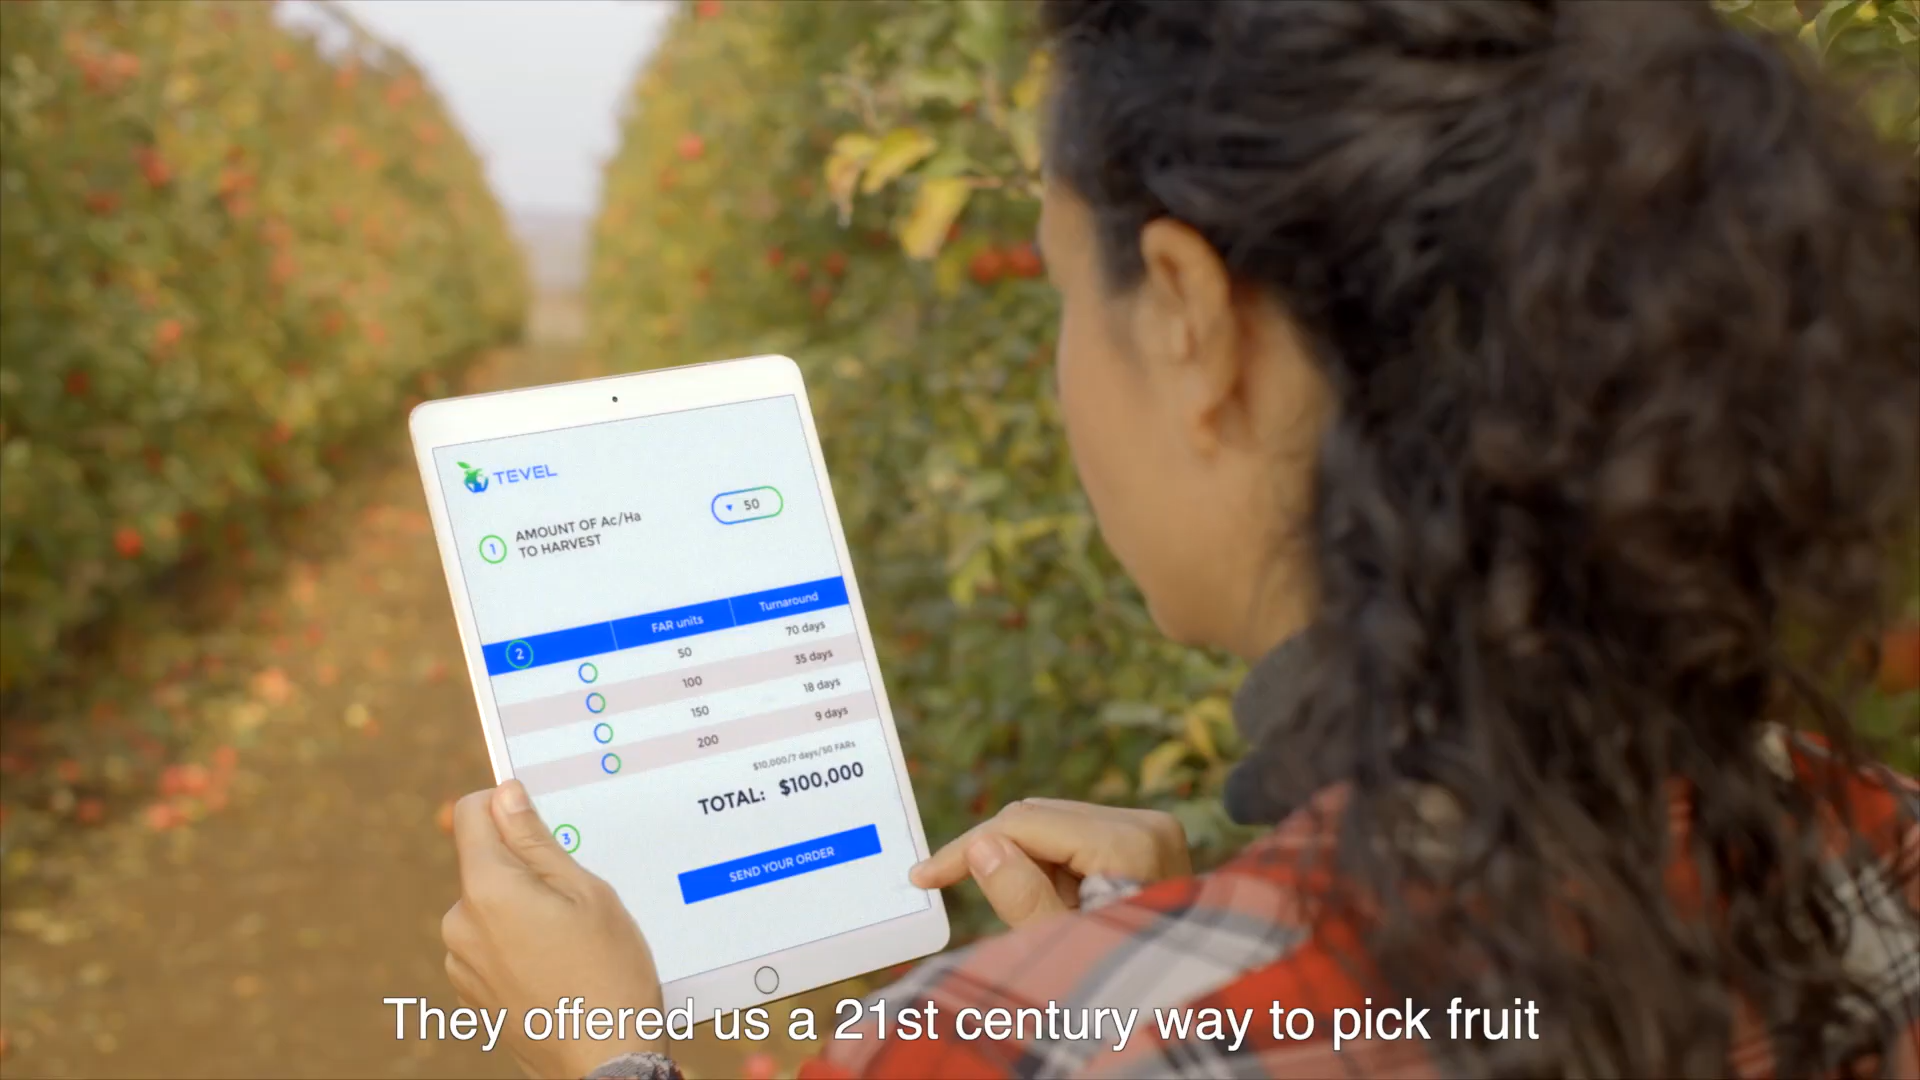 TEVEL
1
AMOUNT OF Ac/Ha
TO HARVEST
50
2
FAR units
Turnaround
50
70 days
100
35 days
150
18 days
200
9 days
$10,000/7 days/50 FARs
TOTAL: $100,000
3
SEND YOUR ORDER
They offered us a 21st century way to pick fruit